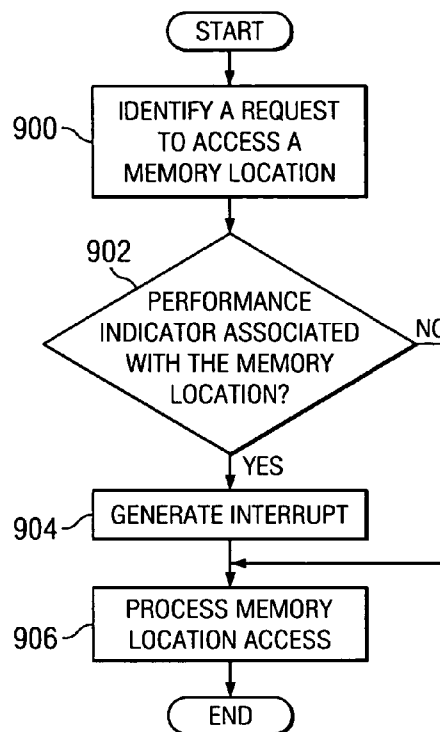 START
900
IDENTIFY A REQUEST
TO ACCESS A
MEMORY LOCATION
902
PERFORMANCE
INDICATOR ASSOCIATED
WITH THE MEMORY
LOCATION?
NO
YES
904
GENERATE INTERRUPT
906
PROCESS MEMORY
LOCATION ACCESS
END